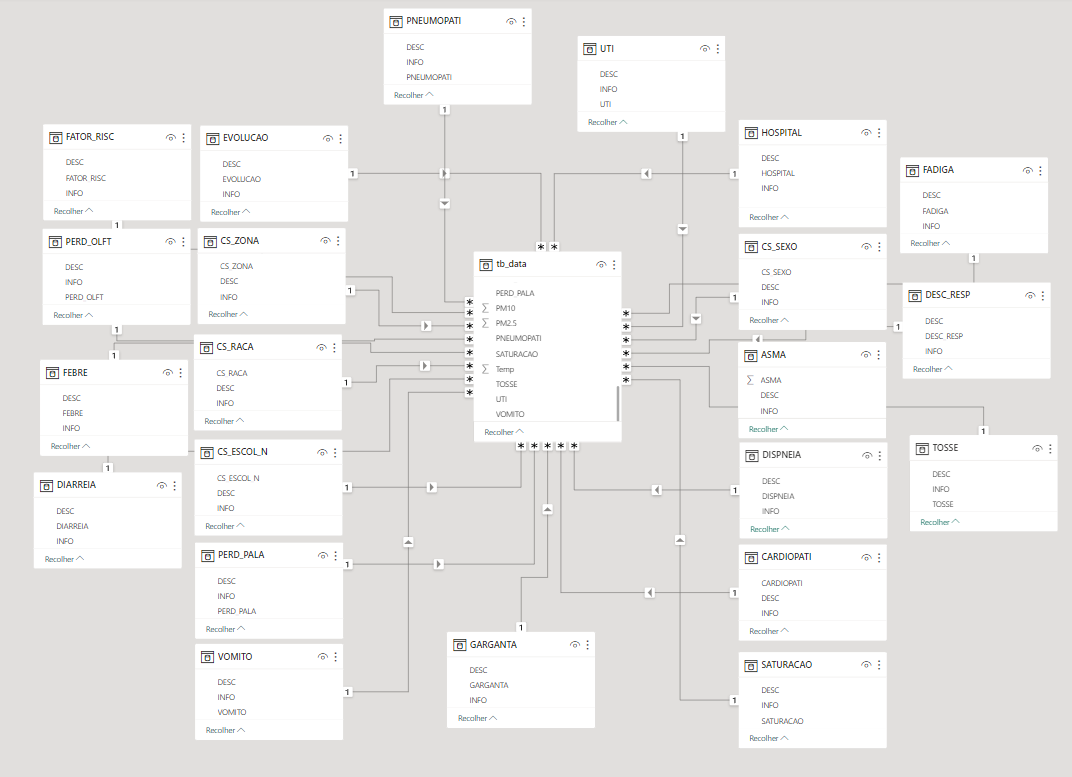 PNEUMOPATI
DESC
INFO
PNEUMOPATI
Recolher
UTI
DESC
INFO
UTI
Recolher
FATOR_RISC
DESC
FATOR_RISC
INFO
Recolher
EVOLUCAO
DESC
EVOLUCAO
INFO
Recolher
HOSPITAL
DESC
HOSPITAL
INFO
Recolher
FADIGA
DESC
FADIGA
INFO
Recolher
PERD_OLFT
DESC
INFO
PERD_OLFT
Recolher
CS_ZONA
CS_ZONA
DESC
INFO
Recolher
tb_data
PERD_PALA
∑ PM10
∑ PM2.5
PNEUMOPATI
SATURACAO
∑ Temp
TOSSE
UTI
VOMITO
Recolher
CS_SEXO
CS_SEXO
DESC
INFO
Recolher
DESC_RESP
DESC
DESC_RESP
INFO
Recolher
FEBRE
DESC
FEBRE
INFO
Recolher
CS_RACA
CS_RACA
DESC
INFO
Recolher
ASMA
∑ ASMA
DESC
INFO
Recolher
TOSSE
DESC
INFO
TOSSE
Recolher
DIARREIA
DESC
DIARREIA
INFO
Recolher
CS_ESCOL_N
CS_ESCOL_N
DESC
INFO
Recolher
DISPNEIA
DESC
DISPNEIA
INFO
Recolher
PERD_PALA
DESC
INFO
PERD_PALA
Recolher
CARDIOPATI
CARDIOPATI
DESC
INFO
Recolher
VOMITO
DESC
INFO
VOMITO
Recolher
GARGANTA
DESC
GARGANTA
INFO
Recolher
SATURACAO
DESC
INFO
SATURACAO
Recolher